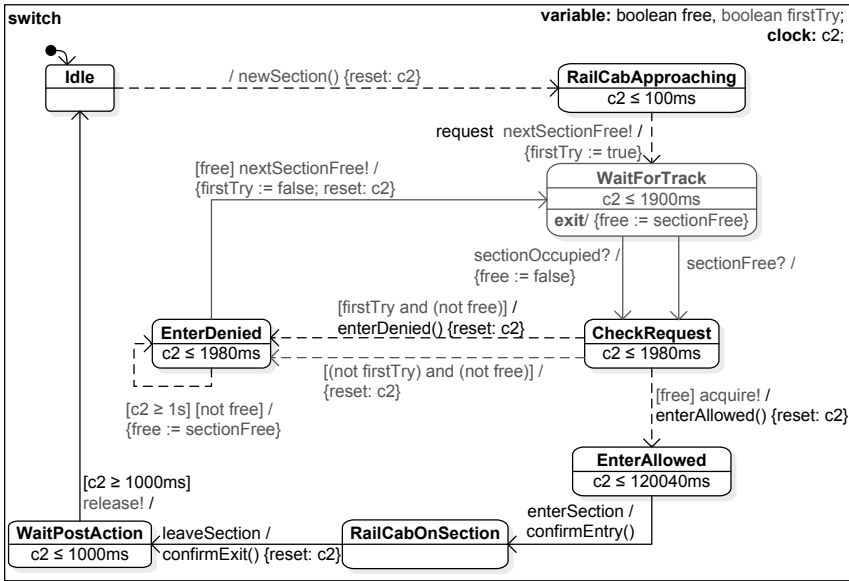 switch
variable: boolean free, boolean firstTry;
clock: c2;
Idle
/ newSection() {reset: c2}
RailCabApproaching
c2 ≤ 100ms
request nextSectionFree! /
{firstTry := true}
[free] nextSectionFree! /
{firstTry := false; reset: c2}
WaitForTrack
c2 ≤ 1900ms
exit/ {free := sectionFree}
sectionOccupied? /
{free := false}
sectionFree? /
[firstTry and (not free)] /
enterDenied() {reset: c2}
EnterDenied
c2 ≤ 1980ms
CheckRequest
c2 ≤ 1980ms
[(not firstTry) and (not free)] /
{reset: c2}
[c2 ≥ 1s] [not free] /
{free := sectionFree}
[free] acquire! /
enterAllowed() {reset: c2}
EnterAllowed
c2 ≤ 120040ms
[c2 ≥ 1000ms]
release! /
enterSection /
confirmEntry()
WaitPostAction
c2 ≤ 1000ms
leaveSection /
confirmExit() {reset: c2}
RailCabOnSection